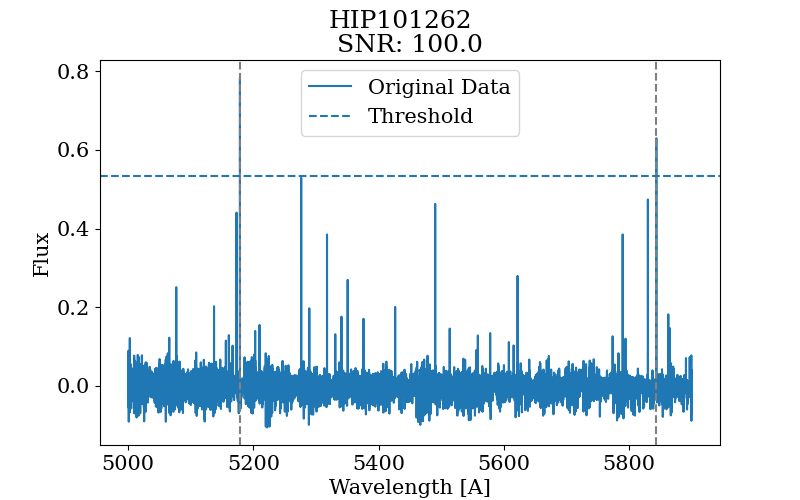 HIP101262
SNR: 100.0
Original Data
Threshold
0.8
0.6
0.4
0.2
0.0
Flux
5000 5200 5400 5600 5800
Wavelength [A]